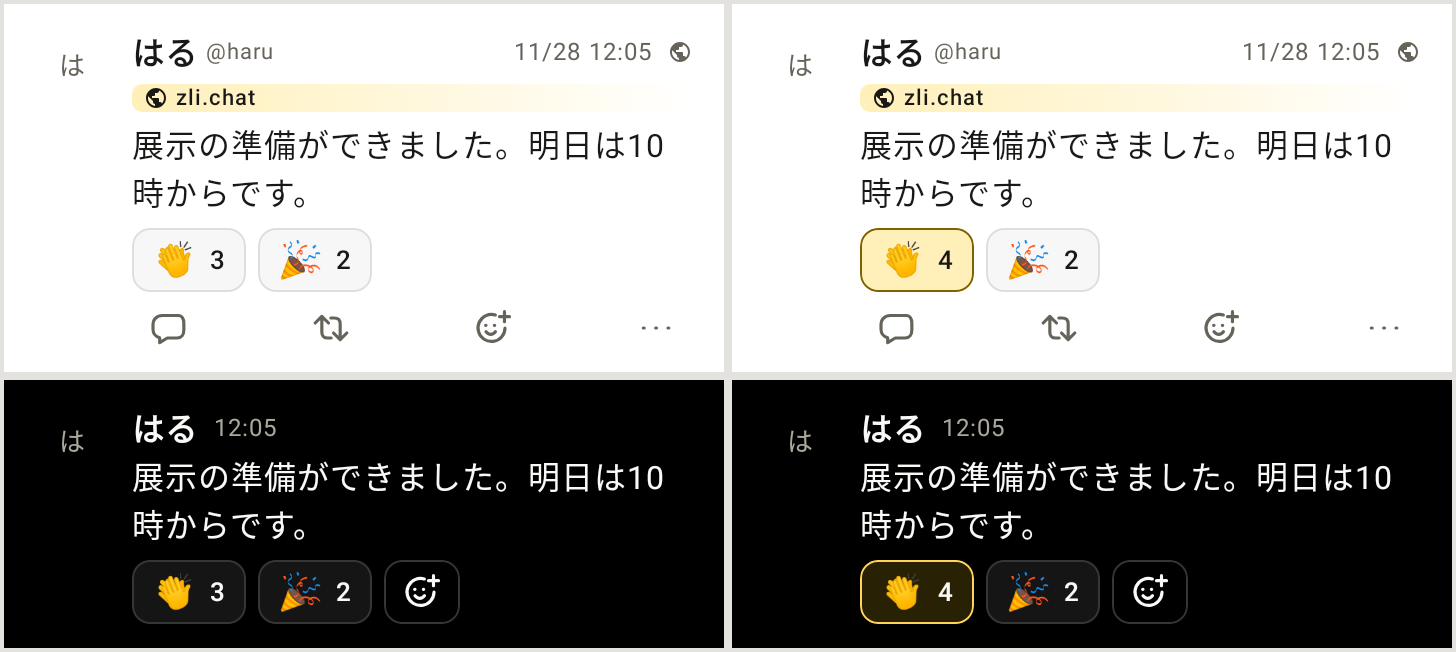 は
はる @haru 11/28 12:05
zli.chat
展示の準備ができました。明日は10
時からです。
👏 3 🎉 2
は
はる @haru 11/28 12:05
zli.chat
展示の準備ができました。明日は10
時からです。
👏 4 🎉 2
は
はる 12:05
展示の準備ができました。明日は10
時からです。
👏 3 🎉 2
は
はる 12:05
展示の準備ができました。明日は10
時からです。
👏 4 🎉 2